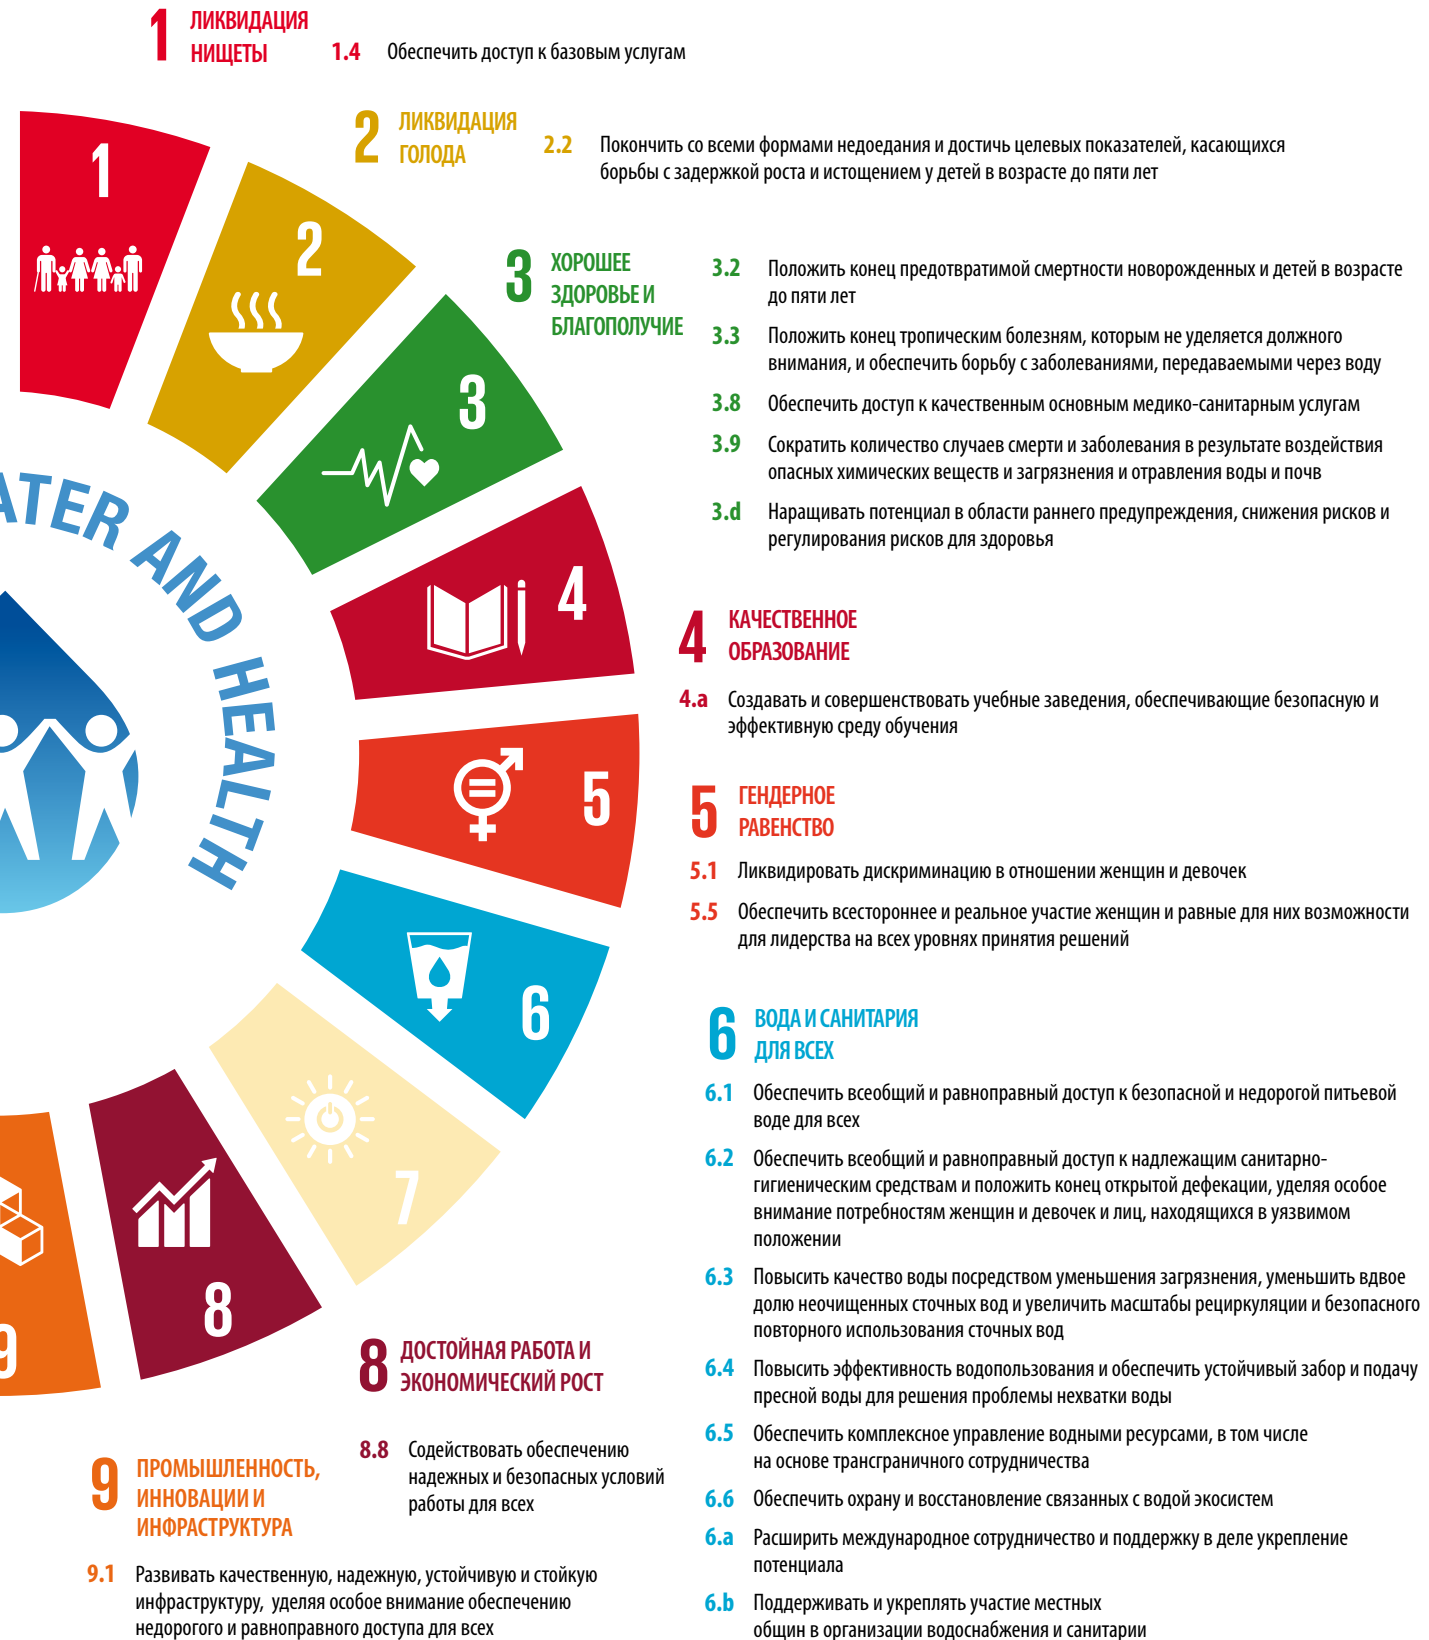 1 ЛИКВИДАЦИЯ
НИЩЕТЫ
1.4 Обеспечить доступ к базовым услугам
2 ЛИКВИДАЦИЯ
ГОЛОДА
2.2 Покончить со всеми формами недоедания и достичь целевых показателей, касающихся
борьбы с задержкой роста и истощением у детей в возрасте до пяти лет
3 ХОРОШЕЕ
ЗДОРОВЬЕ И
БЛАГОПОЛУЧИЕ
3.2 Положить конец предотвратимой смертности новорожденных и детей в возрасте
до пяти лет
3.3 Положить конец тропическим болезням, которым не уделяется должного
внимания, и обеспечить борьбу с заболеваниями, передаваемыми через воду
3.8 Обеспечить доступ к качественным основным медико-санитарным услугам
3.9 Сократить количество случаев смерти и заболевания в результате воздействия
опасных химических веществ и загрязнения и отравления воды и почв
3.d Наращивать потенциал в области раннего предупреждения, снижения рисков и
регулирования рисков для здоровья
4 КАЧЕСТВЕННОЕ
ОБРАЗОВАНИЕ
4.a Создавать и совершенствовать учебные заведения, обеспечивающие безопасную и
эффективную среду обучения
5 ГЕНДЕРНОЕ
РАВЕНСТВО
5.1 Ликвидировать дискриминацию в отношении женщин и девочек
5.5 Обеспечить всестороннее и реальное участие женщин и равные для них возможности
для лидерства на всех уровнях принятия решений
6 ВОДА И САНИТАРИЯ
ДЛЯ ВСЕХ
6.1 Обеспечить всеобщий и равноправный доступ к безопасной и недорогой питьевой
воде для всех
6.2 Обеспечить всеобщий и равноправный доступ к надлежащим санитарно-
гигиеническим средствам и положить конец открытой дефекации, уделяя особое
внимание потребностям женщин и девочек и лиц, находящихся в уязвимом
положении
6.3 Повысить качество воды посредством уменьшения загрязнения, уменьшить вдвое
долю неочищенных сточных вод и увеличить масштабы рециркуляции и безопасного
повторного использования сточных вод
6.4 Повысить эффективность водопользования и обеспечить устойчивый забор и подачу
пресной воды для решения проблемы нехватки воды
6.5 Обеспечить комплексное управление водными ресурсами, в том числе
на основе трансграничного сотрудничества
6.6 Обеспечить охрану и восстановление связанных с водой экосистем
6.a Расширить международное сотрудничество и поддержку в деле укрепление
потенциала
6.b Поддерживать и укреплять участие местных
общин в организации водоснабжения и санитарии
8 ДОСТОЙНАЯ РАБОТА И
ЭКОНОМИЧЕСКИЙ РОСТ
8.8 Содействовать обеспечению
надежных и безопасных условий
работы для всех
9 ПРОМЫШЛЕННОСТЬ,
ИННОВАЦИИ И
ИНФРАСТРУКТУРА
9.1 Развивать качественную, надежную, устойчивую и стойкую
инфраструктуру, уделяя особое внимание обеспечению
недорогого и равноправного доступа для всех
1
2
3
4
5
6
7
8
9
ATER AND HEALTH